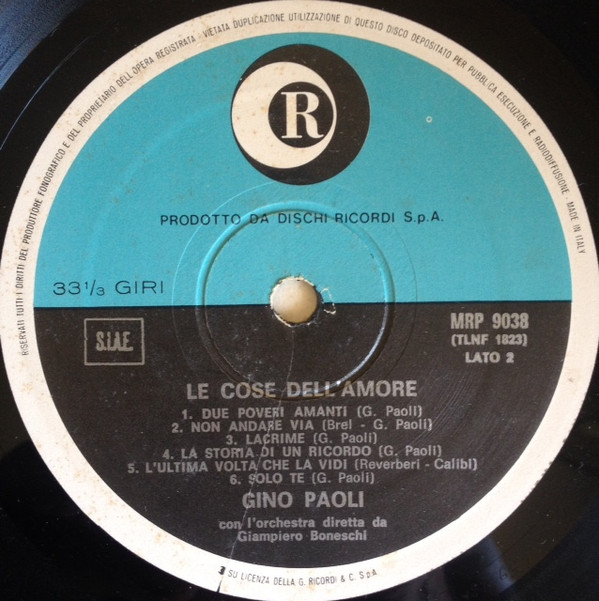 RISERVATI TUTTI I DIRITTI DEL PRODUTTORE FONOGRAFICO E DEL PROPRIETARIO DELL'OPERA REGISTRATA - VIETATA DUPLICAZIONE UTILIZZAZIONE DI QUESTO DISCO DEPOSITATO PER PUBBLICA ESECUZIONE E RADIODIFFUSIONE - MADE IN ITALY
R
PRODOTTO DA DISCHI RICORDI S.p.A.
33 1/3 GIRI
S.I.A.E.
MRP 9038
(TLNF 1823)
LATO 2
LE COSE DELL'AMORE
1. DUE POVERI AMANTI (G. Paoli)
2. NON ANDARE VIA (Brel - G. Paoli)
3. LACRIME (G. Paoli)
4. LA STORIA DI UN RICORDO (G. Paoli)
5. L'ULTIMA VOLTA CHE LA VIDI (Reverberi - Calibi)
6. SOLO TE (G. Paoli)
GINO PAOLI
con l'orchestra diretta da
Giampiero Boneschi
SU LICENZA DELLA G. RICORDI & C. S.p.A.